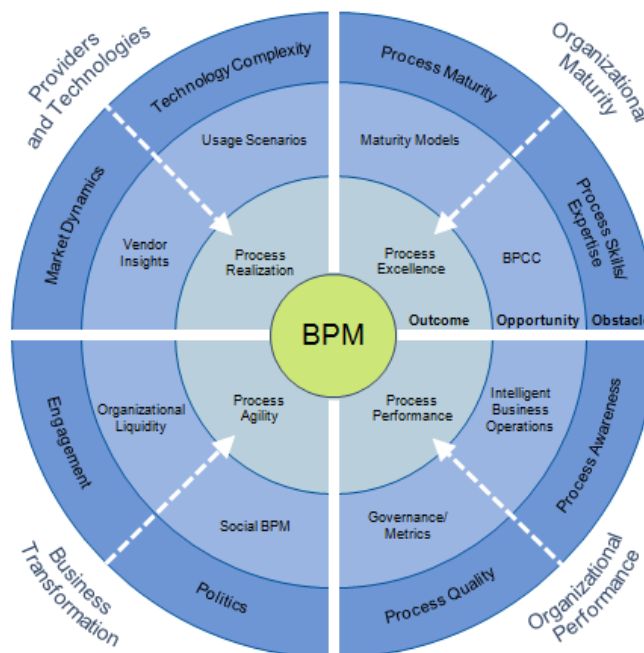 Providers
and Technologies
Organizational
Maturity
Technology Complexity
Process Maturity
Usage Scenarios
Maturity Models
Market Dynamics
Vendor
Insights
Process
Realization
Process
Excellence
BPCC
Process Skills/
Expertise
Outcome
Opportunity
Obstacle
BPM
Engagement
Organizational
Liquidity
Process
Agility
Process
Performance
Intelligent
Business
Operations
Process Awareness
Social BPM
Governance/
Metrics
Politics
Process Quality
Business
Transformation
Organizational
Performance